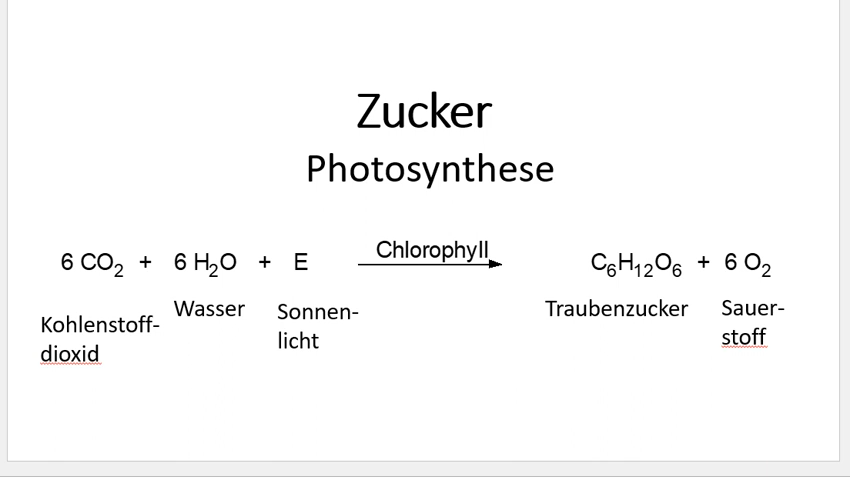 Zucker
Photosynthese
6 CO₂ + 6 H₂O + E Chlorophyll C₆H₁₂O₆ + 6 O₂
Kohlenstoff-
dioxid
Wasser
Sonnen-
licht
Traubenzucker
Sauer-
stoff